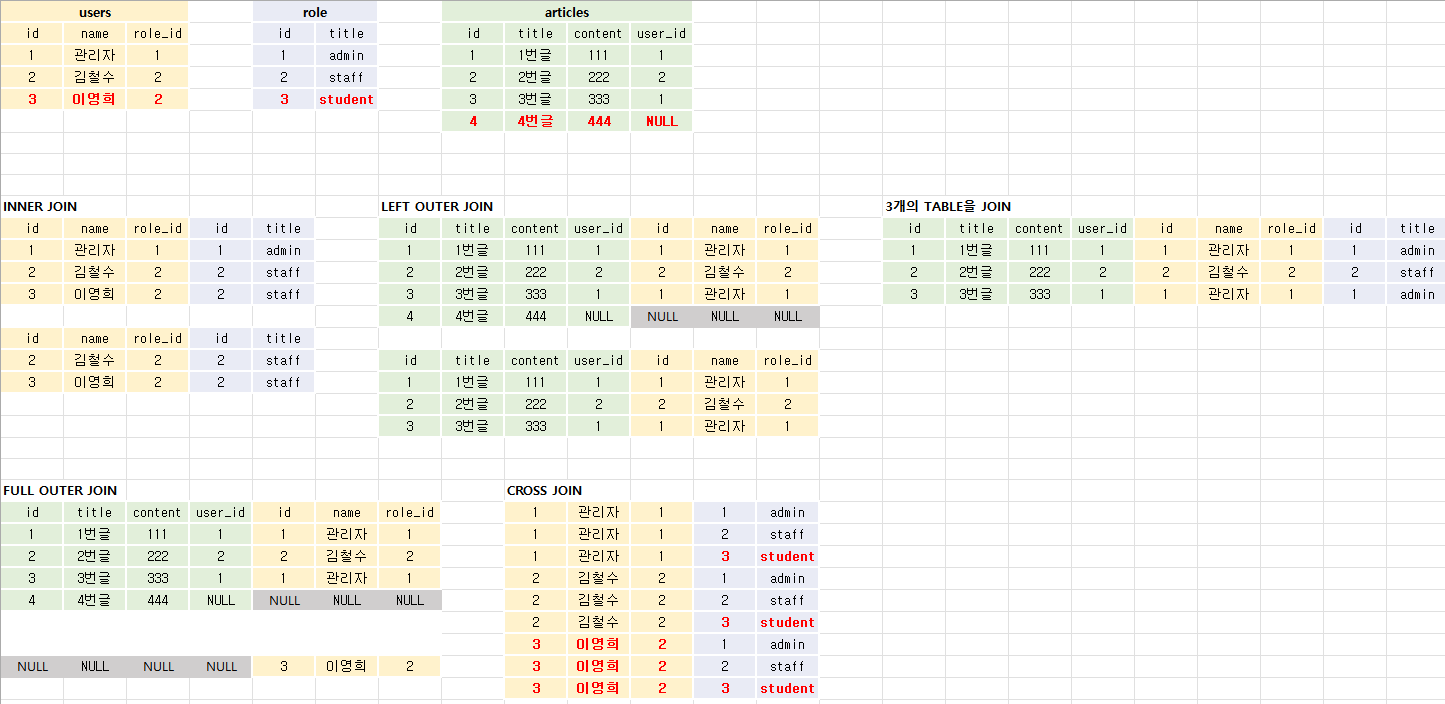 users role articles
id name role_id id title id title content user_id
1 관리자 1 1 admin 1 1번글 111 1
2 김철수 2 2 staff 2 2번글 222 2
3 이영희 2 3 student 3 3번글 333 1
4 4번글 444 NULL
INNER JOIN LEFT OUTER JOIN 3개의 TABLE을 JOIN
id name role_id id title id title content user_id id name role_id id title content user_id id name role_id id title
1 관리자 1 1 admin 1 1번글 111 1 1 관리자 1 1 1번글 111 1 1 관리자 1 1 admin
2 김철수 2 2 staff 2 2번글 222 2 2 김철수 2 2 2번글 222 2 2 김철수 2 2 staff
3 이영희 2 2 staff 3 3번글 333 1 1 관리자 1 3 3번글 333 1 1 관리자 1 1 admin
4 4번글 444 NULL NULL NULL NULL
id name role_id id title
id title content user_id id name role_id
2 김철수 2 2 staff
3 이영희 2 2 staff 1 1번글 111 1 1 관리자 1
2 2번글 222 2 2 김철수 2
3 3번글 333 1 1 관리자 1
FULL OUTER JOIN CROSS JOIN
id title content user_id id name role_id 1 관리자 1 1 admin
1 1번글 111 1 1 관리자 1 1 관리자 1 2 staff
2 2번글 222 2 2 김철수 2 1 관리자 1 3 student
3 3번글 333 1 1 관리자 1 2 김철수 2 1 admin
4 4번글 444 NULL NULL NULL NULL 2 김철수 2 2 staff
2 김철수 2 3 student
3 이영희 2 1 admin
NULL NULL NULL NULL 3 이영희 2 3 이영희 2 2 staff
3 이영희 2 3 student